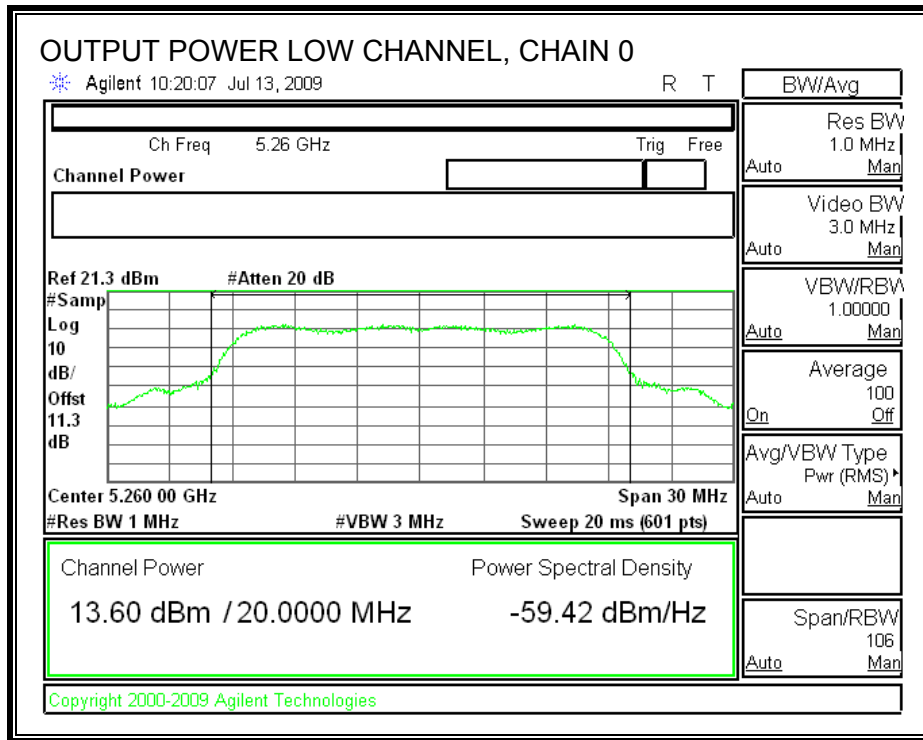 OUTPUT POWER LOW CHANNEL, CHAIN 0
Agilent 10:20:07 Jul 13, 2009 R T
Ch Freq 5.26 GHz Trig Free
Channel Power
Ref 21.3 dBm #Atten 20 dB
#Samp
Log
10
dB/
Offst
11.3
dB
Center 5.260 00 GHz Span 30 MHz
#Res BW 1 MHz #VBW 3 MHz Sweep 20 ms (601 pts)
Channel Power Power Spectral Density
13.60 dBm / 20.0000 MHz -59.42 dBm/Hz
Copyright 2000-2009 Agilent Technologies
BW/Avg
Res BW
1.0 MHz
Auto Man
Video BW
3.0 MHz
Auto Man
VBW/RBW
1.00000
Auto Man
Average
100
On Off
Avg/VBW Type
Pwr (RMS)
Auto Man
Span/RBW
106
Auto Man